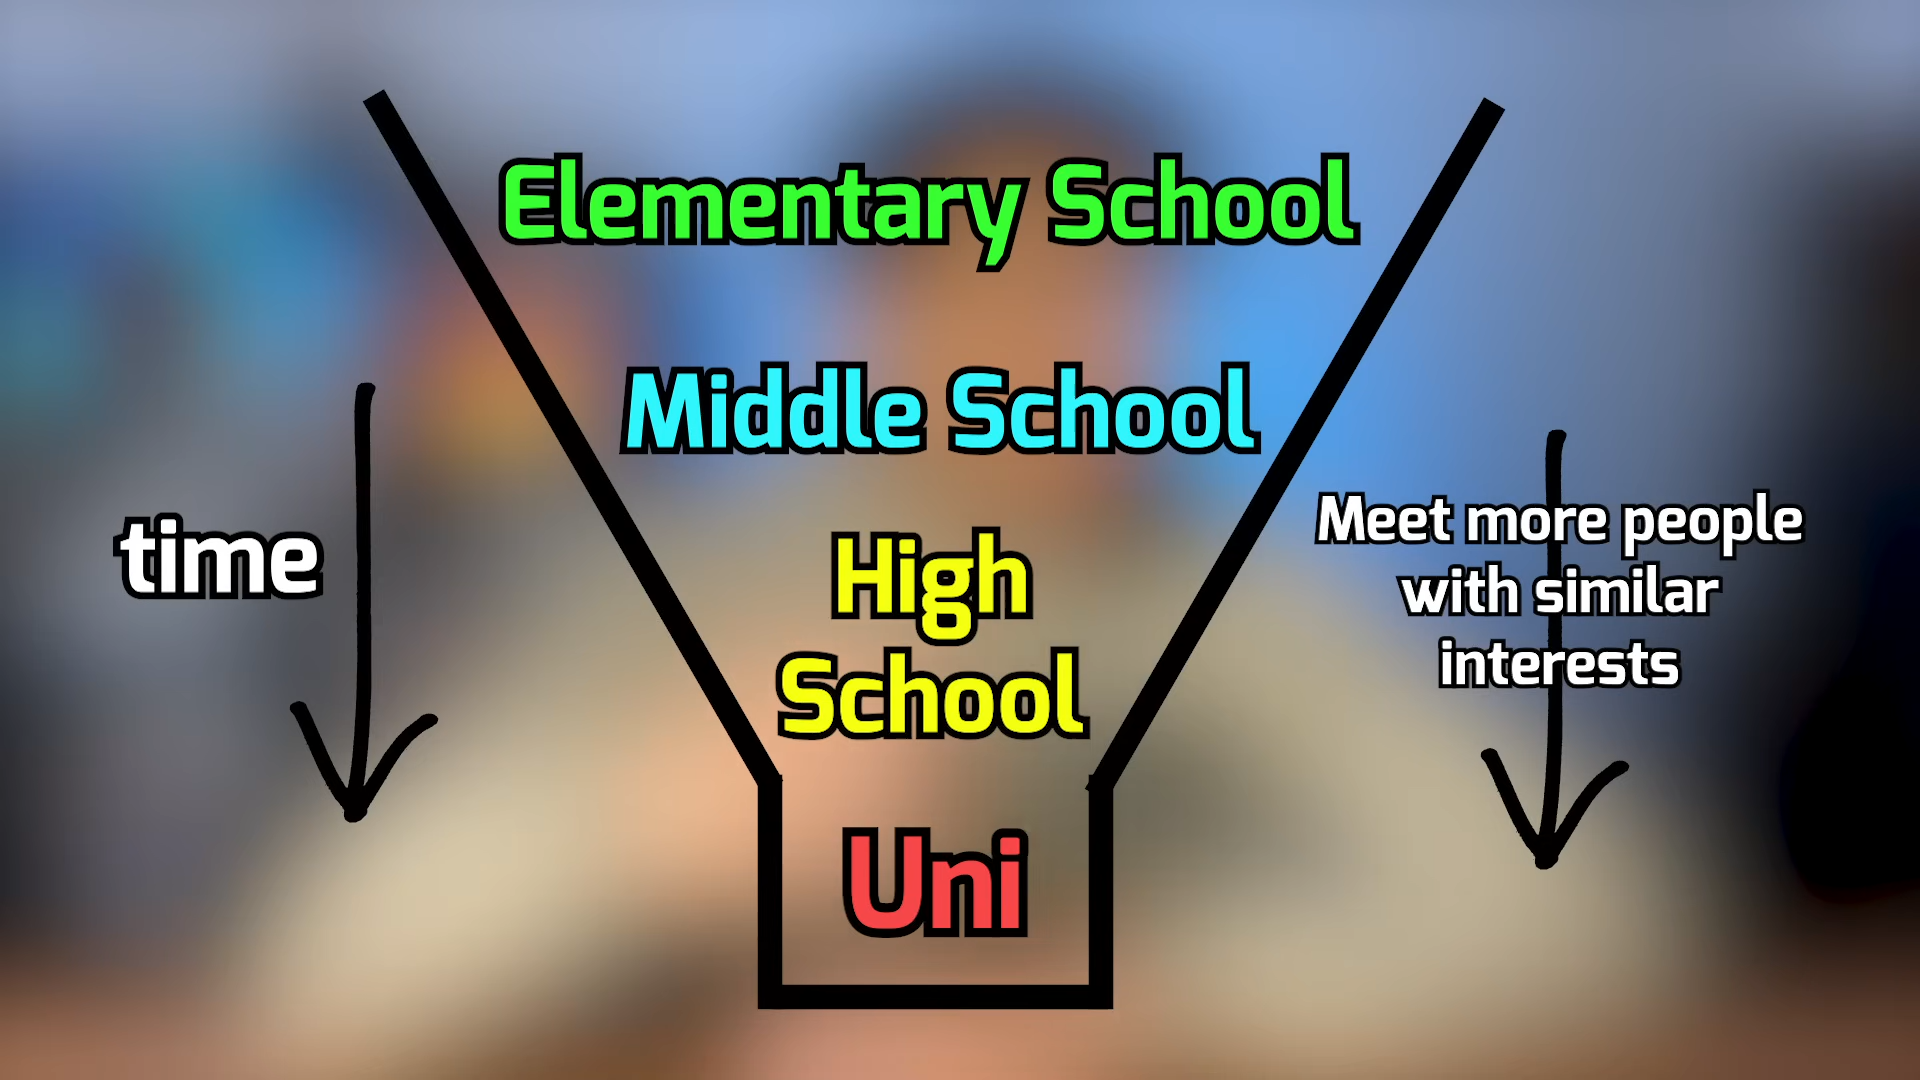 Elementary School
Middle School
High
School
Uni
time
Meet more people
with similar
interests